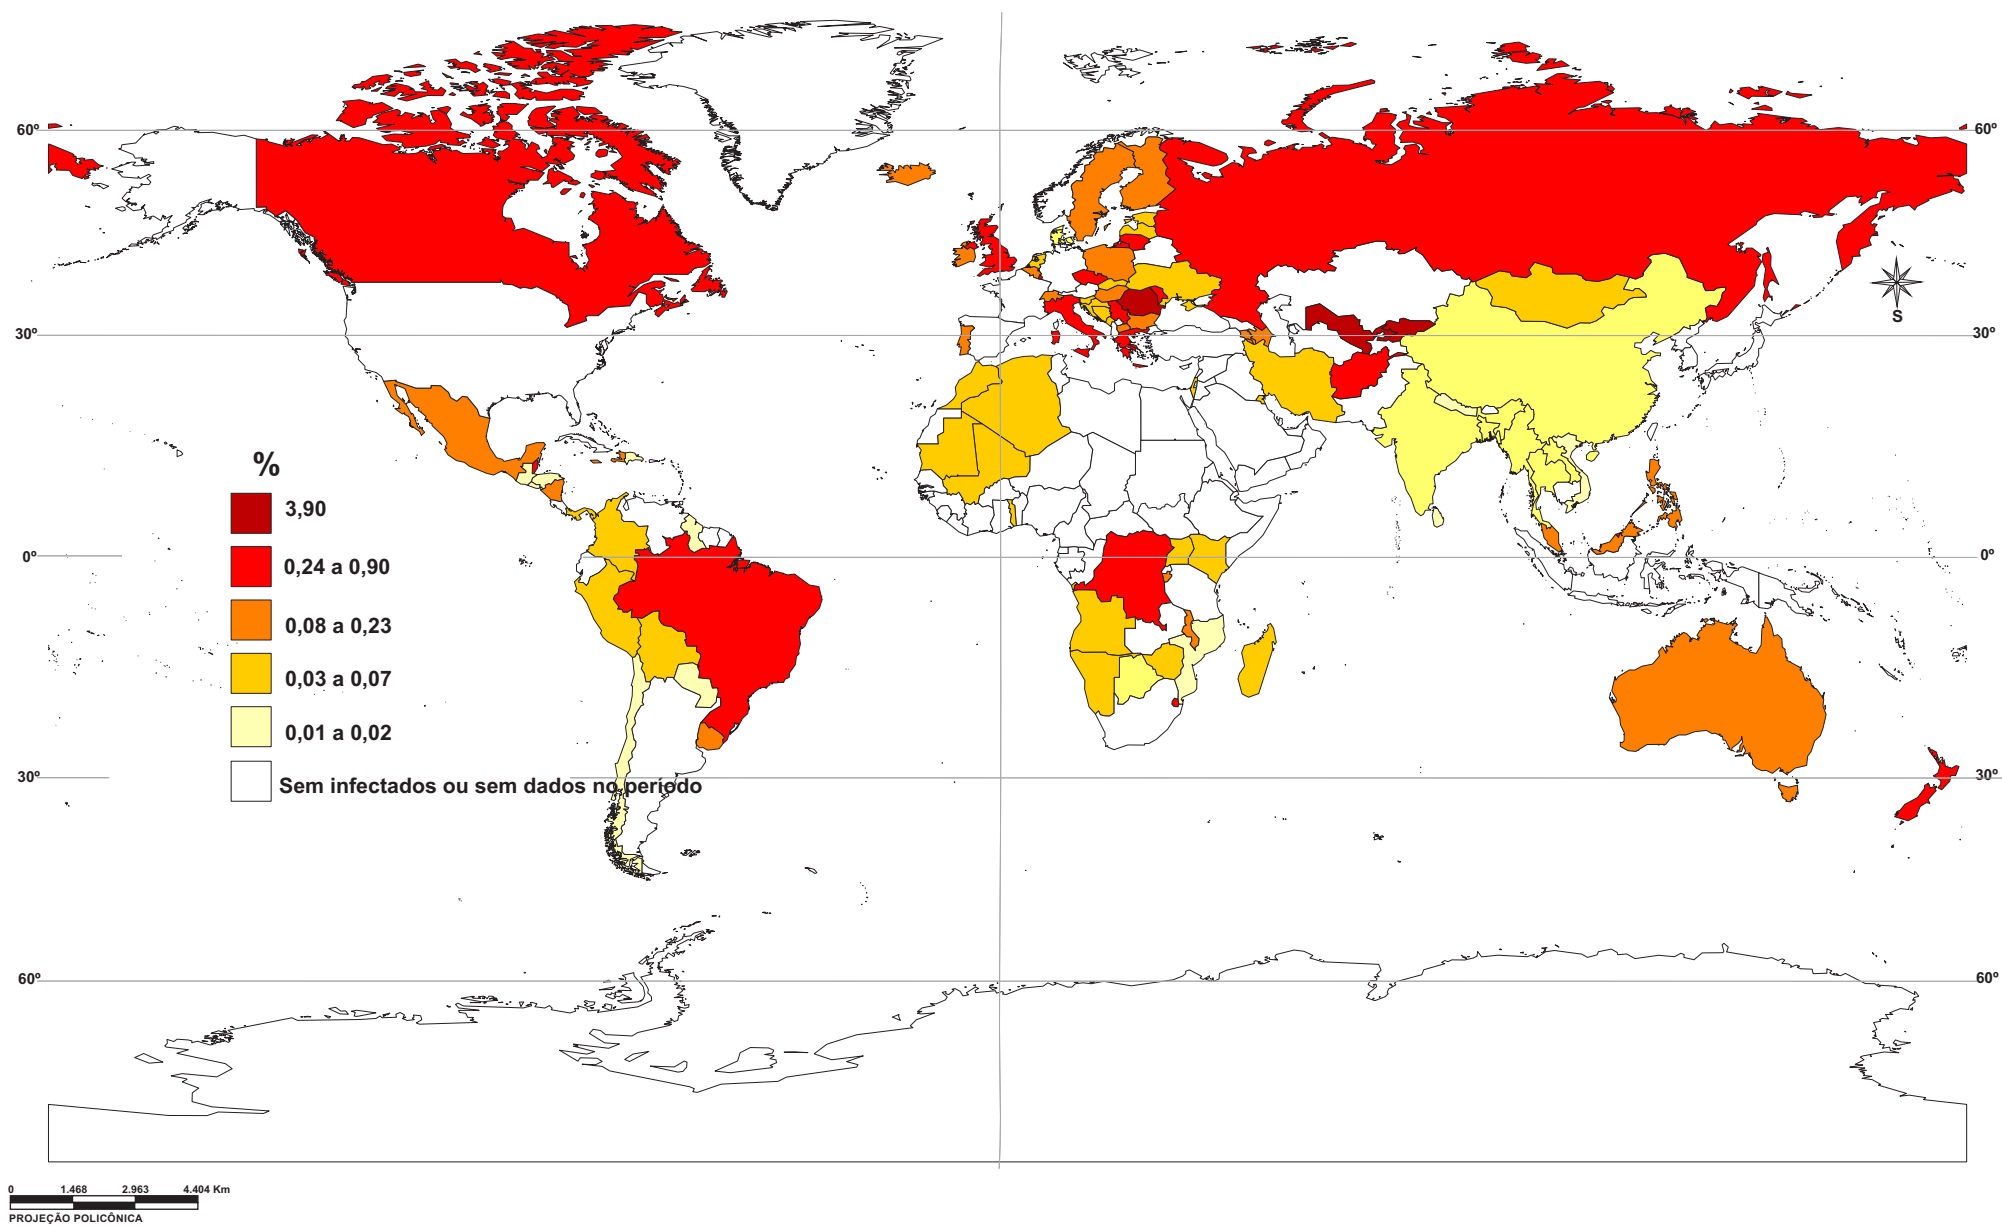 60º
60º
30º
30º
S
%
3,90
0,24 a 0,90
0,08 a 0,23
0,03 a 0,07
0,01 a 0,02
Sem infectados ou sem dados no período
0º
0º
30º
30º
60º
60º
0 1.468 2.963 4.404 Km
PROJEÇÃO POLICÔNICA